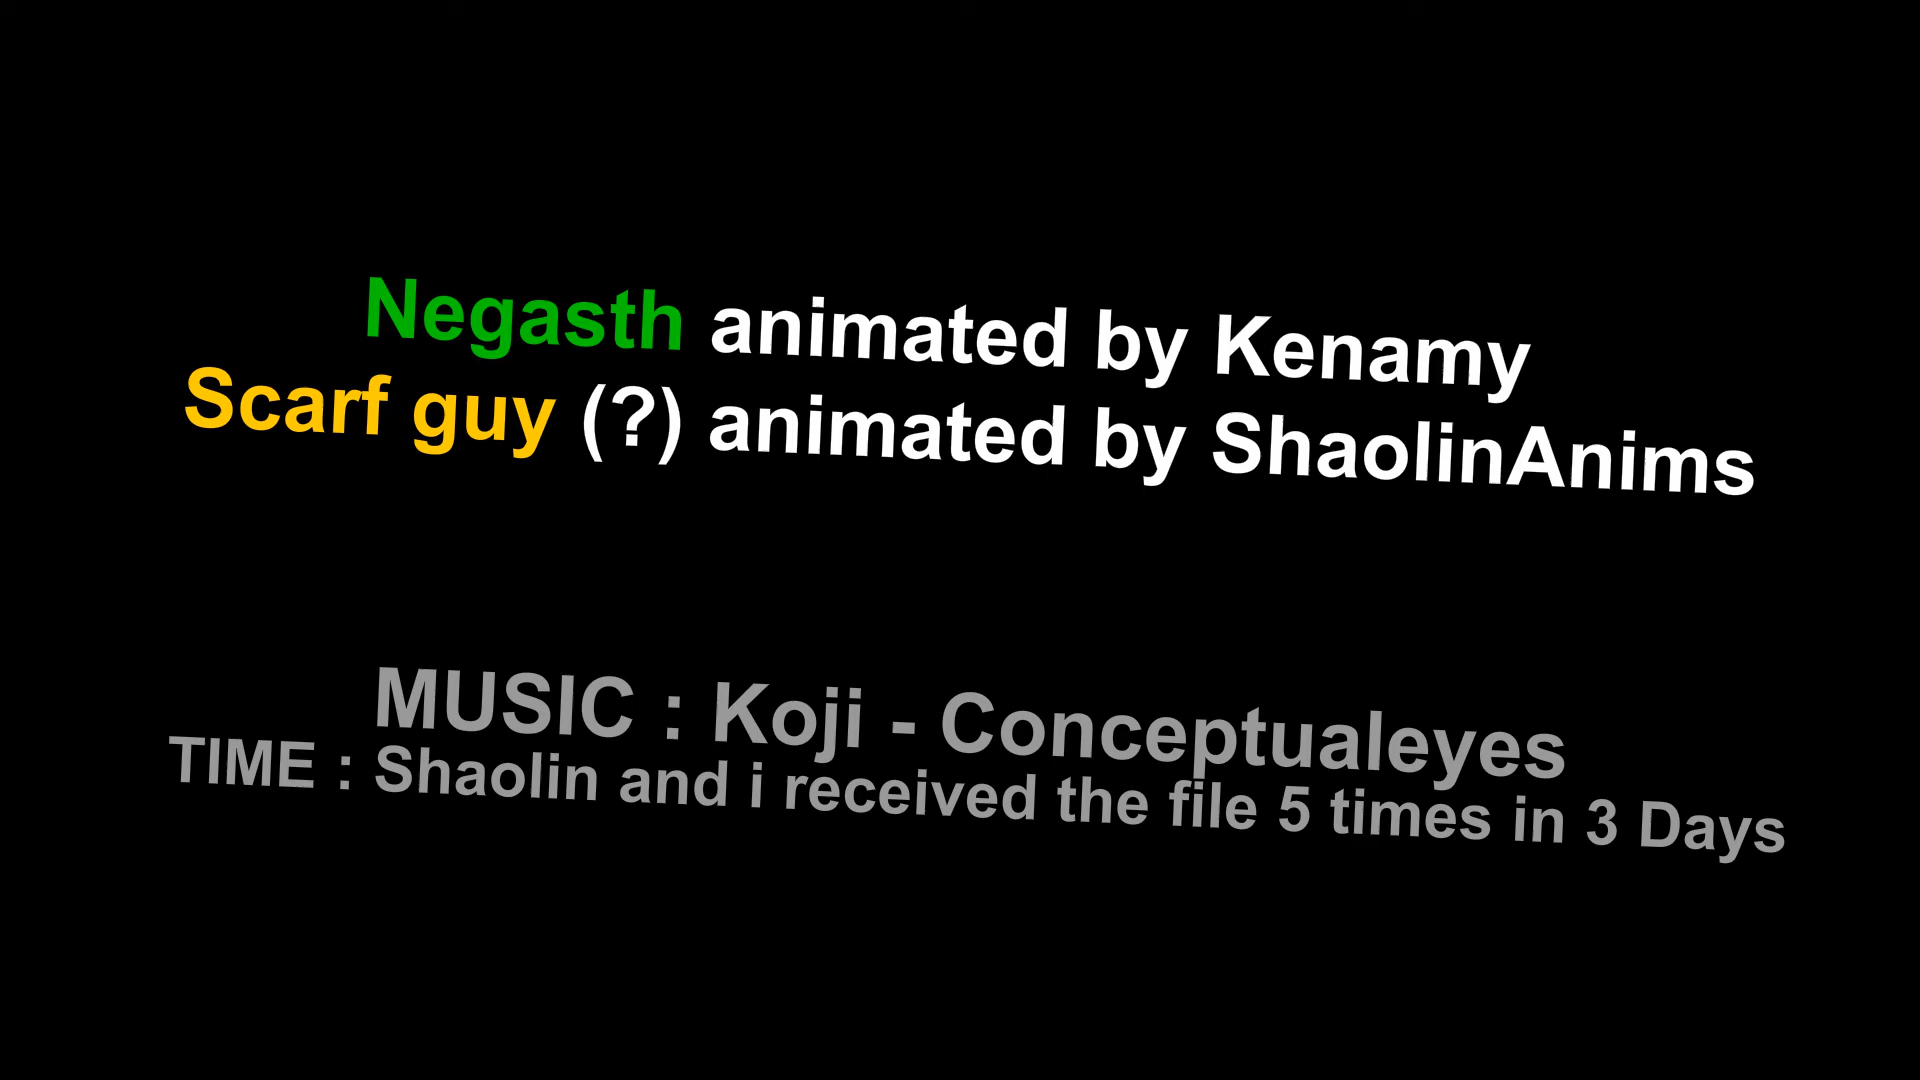 Negasth animated by Kenamy
Scarf guy (?) animated by ShaolinAnims
MUSIC : Koji - Conceptualeyes
TIME : Shaolin and i received the file 5 times in 3 Days